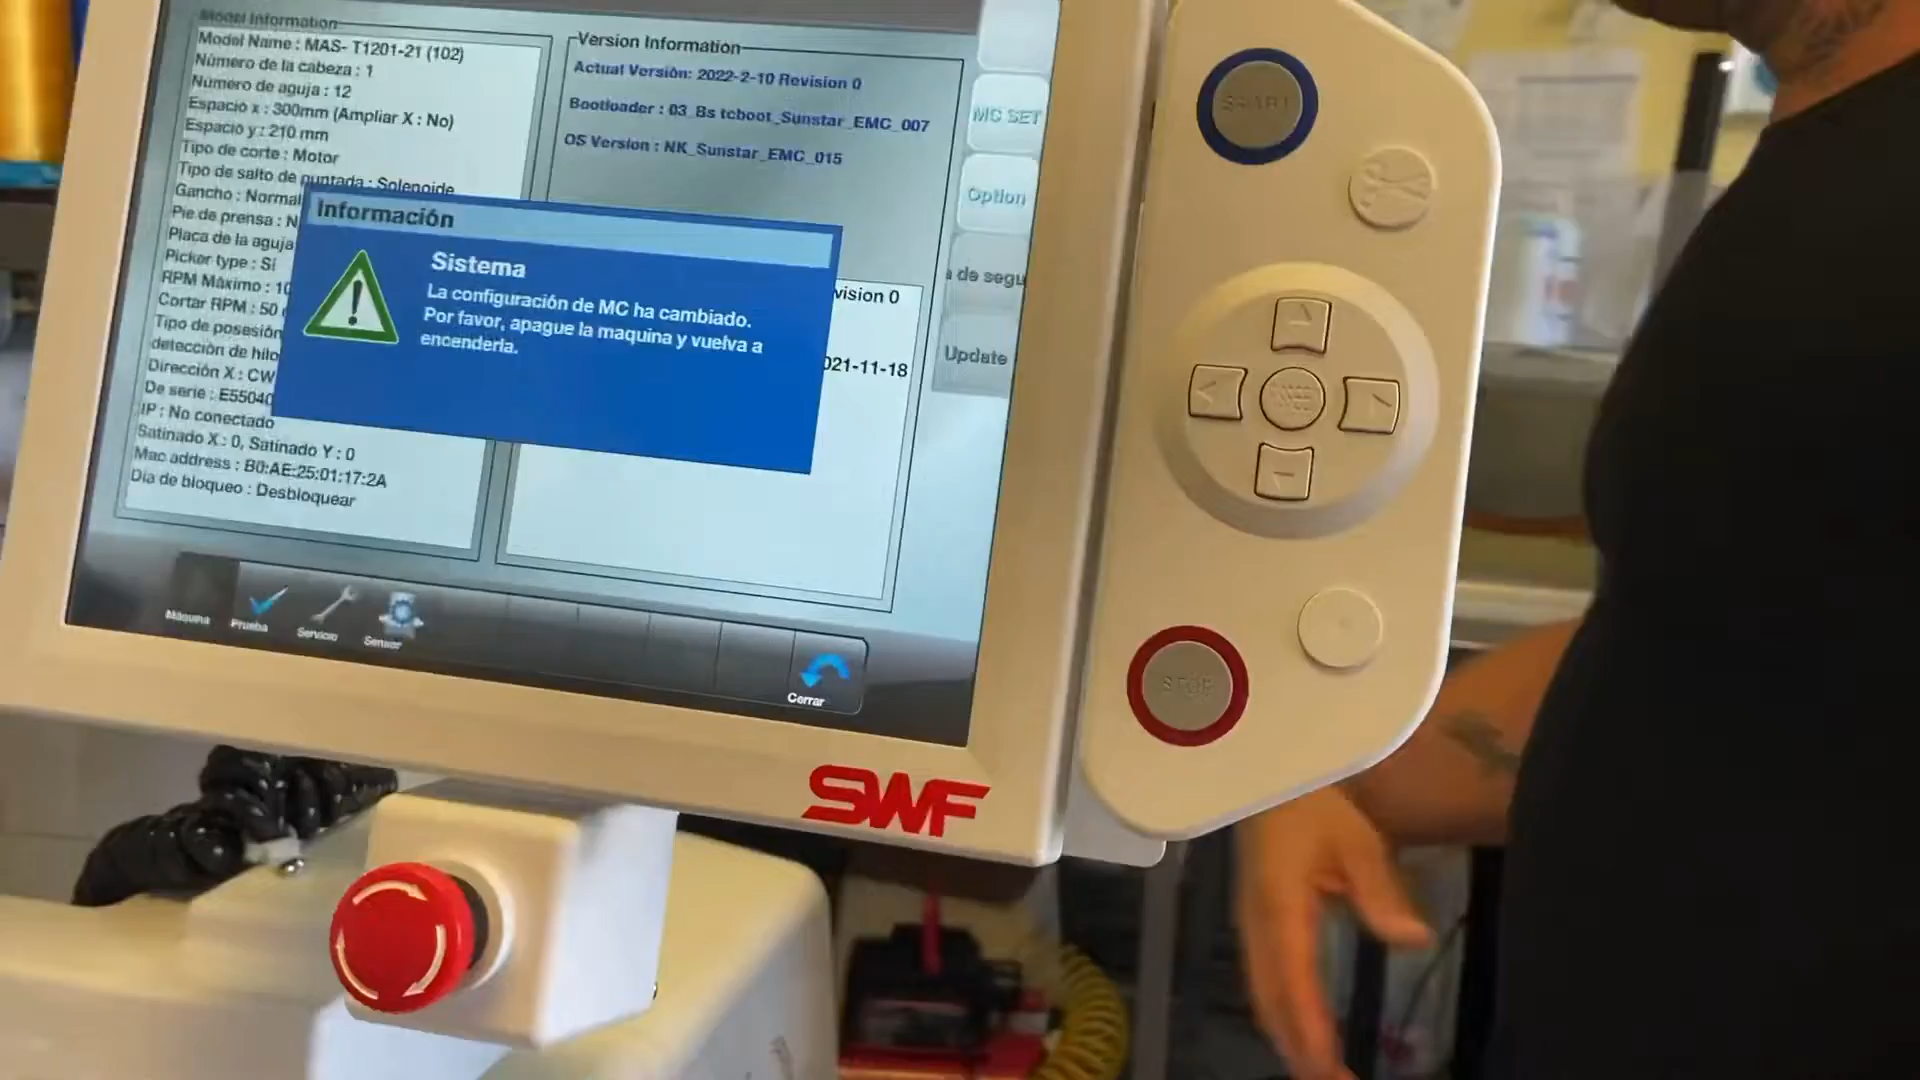 Model Information
Model Name : MAS- T1201-21 (102)
Número de la cabeza : 1
Número de aguja : 12
Espacio x : 300mm (Ampliar X : No)
Espacio y : 210 mm
Tipo de corte : Motor
Tipo de salto de puntada : Solenoide
Gancho : Normal
Pie de prensa : N
Placa de la aguja
Picker type : Sí
RPM Máximo : 10
Cortar RPM : 50
Tipo de posesión
detección de hilo
Dirección X : CW
De serie : E55040
IP : No conectado
Satinado X : 0, Satinado Y : 0
Mac address : B0:AE:25:01:17:2A
Dia de bloqueo : Desbloquear
Version Information
Actual Versión: 2022-2-10 Revision 0
Bootloader : 03_Bs tcboot_Sunstar_EMC_007
OS Version : NK_Sunstar_EMC_015
vision 0
021-11-18
Información
Sistema
La configuración de MC ha cambiado.
Por favor, apague la maquina y vuelva a
encenderla.
MC SET
Option
a de segu
Update
Máquina
Prueba
Servicio
Sensor
Cerrar
SWF
START
STOP